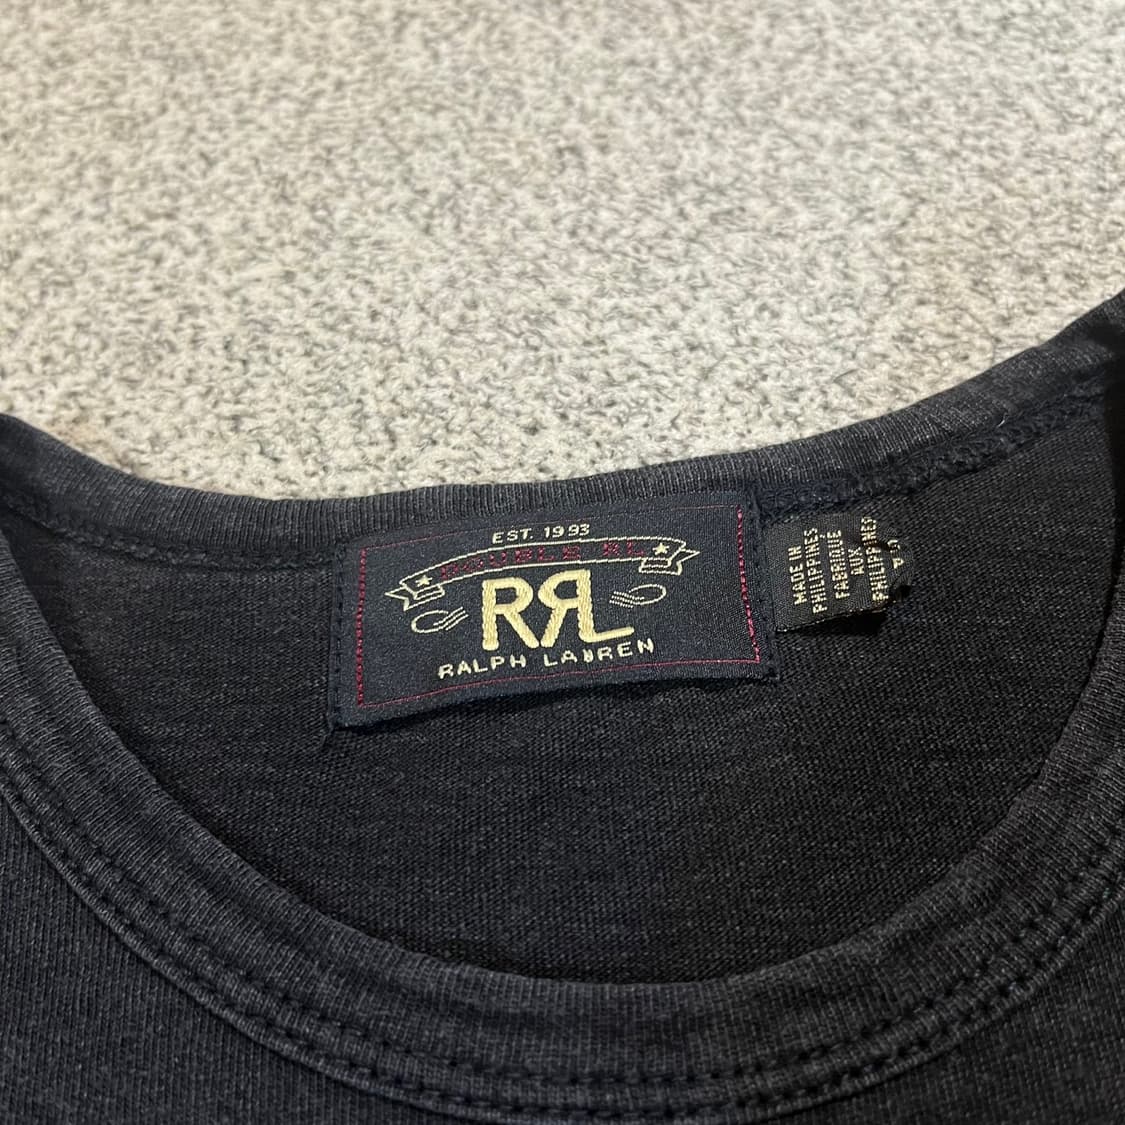 EST. 1993
DOUBLE RL
RRL
RALPH LAUREN
MADE IN
PHILIPPINES
FABRIQUE
AUX
PHILIPPINES